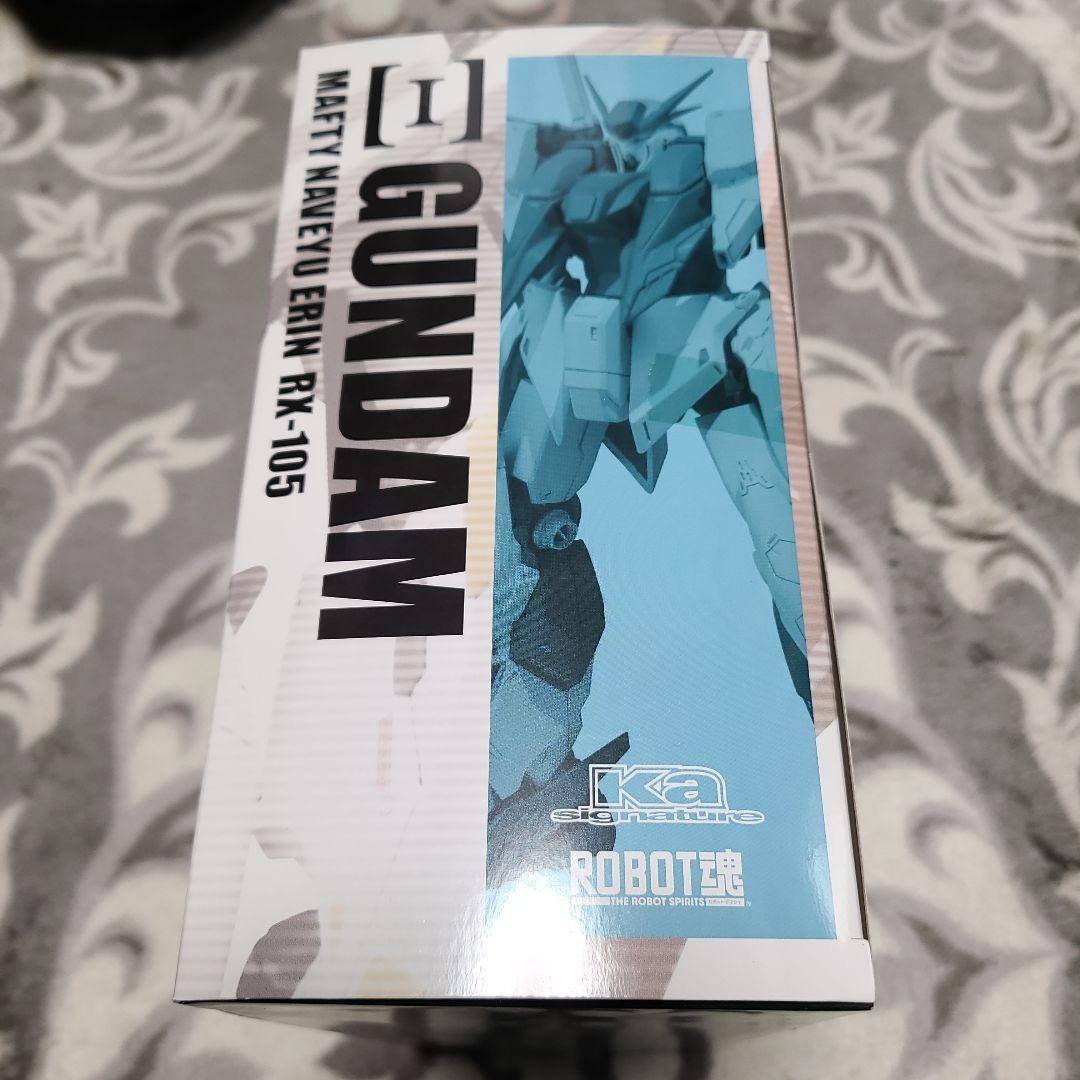 [Ξ] GUNDAM
MAFTY NAVEYU ERIN RX-105
Ka
signature
ROBOT魂
THE ROBOT SPIRITS